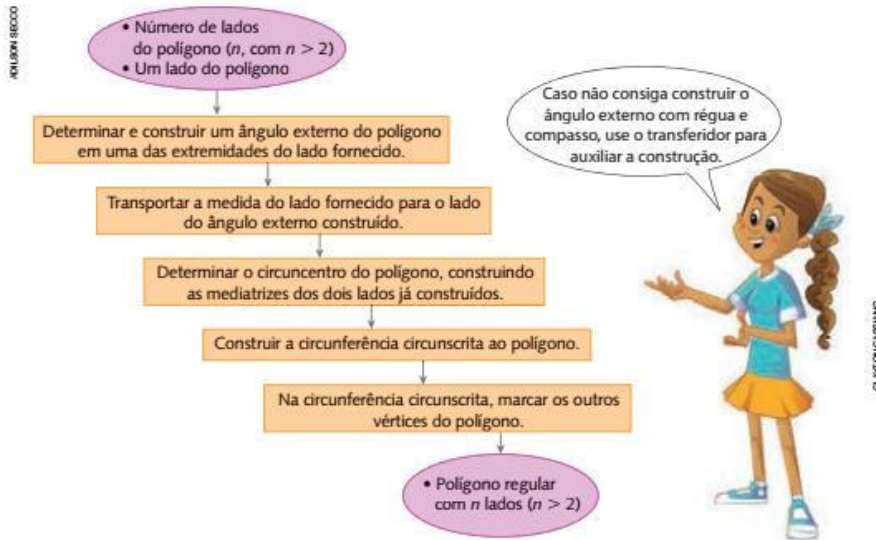 ADILSON SECCO
• Número de lados
do polígono (n, com n > 2)
• Um lado do polígono
Determinar e construir um ângulo externo do polígono
em uma das extremidades do lado fornecido.
Transportar a medida do lado fornecido para o lado
do ângulo externo construído.
Determinar o circuncentro do polígono, construindo
as mediatrizes dos dois lados já construídos.
Construir a circunferência circunscrita ao polígono.
Na circunferência circunscrita, marcar os outros
vértices do polígono.
• Polígono regular
com n lados (n > 2)
Caso não consiga construir o
ângulo externo com régua e
compasso, use o transferidor para
auxiliar a construção.